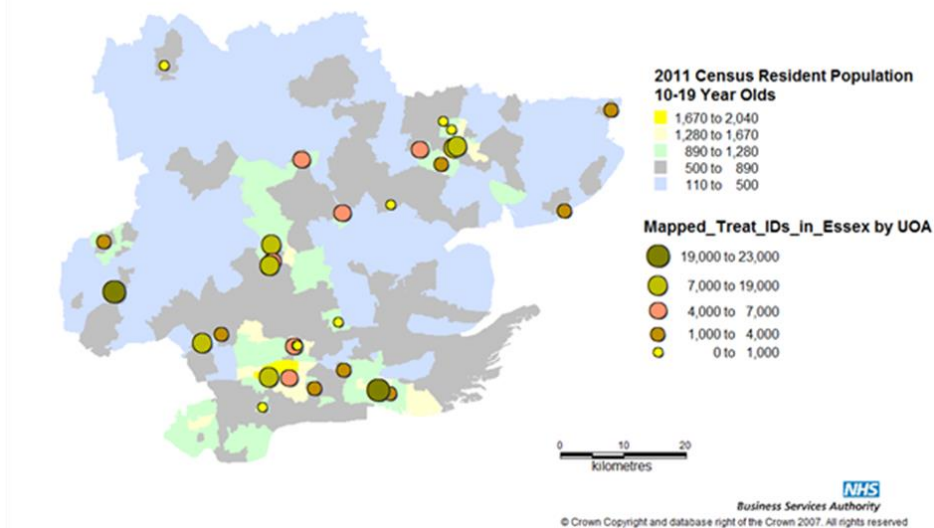 2011 Census Resident Population
10-19 Year Olds
1,670 to 2,040
1,280 to 1,670
890 to 1,280
500 to 890
110 to 500
Mapped_Treat_IDs_in_Essex by UOA
19,000 to 23,000
7,000 to 19,000
4,000 to 7,000
1,000 to 4,000
0 to 1,000
0 10 20
kilometres
NHS
Business Services Authority
© Crown Copyright and database right of the Crown 2007. All rights reserved